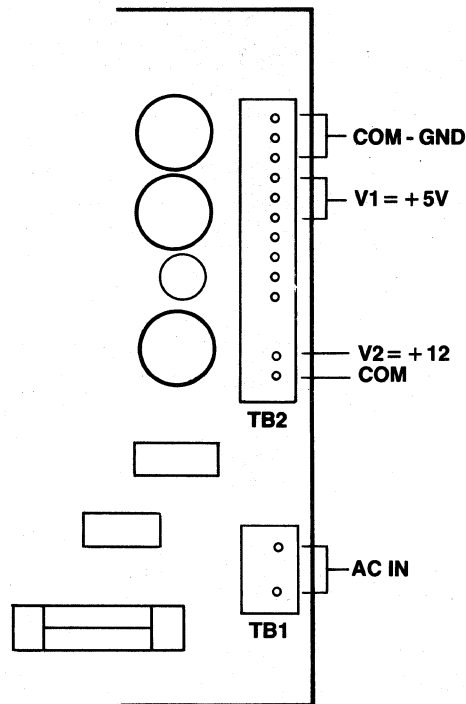 COM - GND
V1 = + 5V
V2 = + 12
COM
TB2
AC IN
TB1